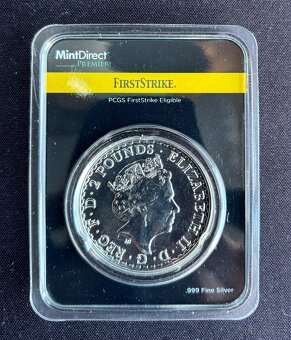 MintDirect
PREMIER
FIRSTSTRIKE
PCGS FirstStrike Eligible
ELIZABETH II · D · G · REG · F · D · 2 POUNDS ·
.999 Fine Silver